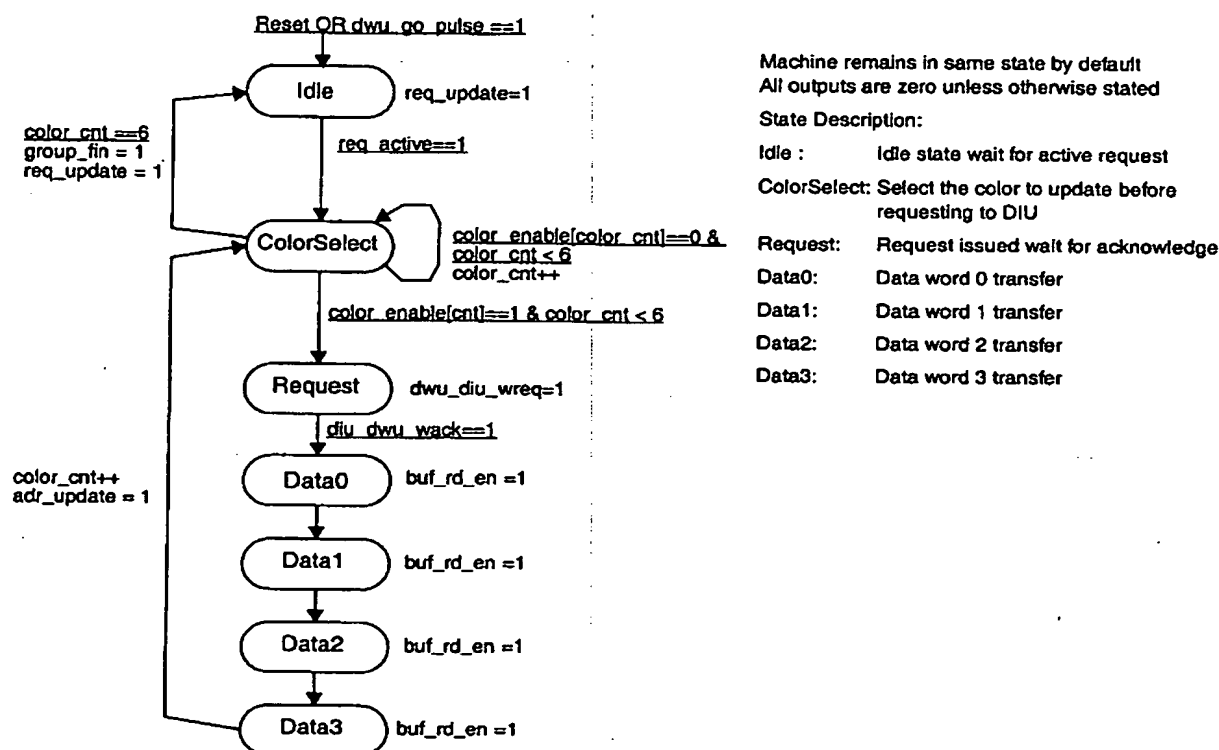 Reset OR dwu_go_pulse ==1
Idle
req_update=1
color_cnt ==6
group_fin = 1
req_update = 1
req_active==1
ColorSelect
color_enable[color_cnt]==0 &
color_cnt < 6
color_cnt++
color_enable[cnt]==1 & color_cnt < 6
Request
dwu_diu_wreq=1
diu_dwu_wack==1
color_cnt++
adr_update = 1
Data0
buf_rd_en =1
Data1
buf_rd_en =1
Data2
buf_rd_en =1
Data3
buf_rd_en =1
Machine remains in same state by default
All outputs are zero unless otherwise stated
State Description:
Idle : Idle state wait for active request
ColorSelect: Select the color to update before
requesting to DIU
Request: Request issued wait for acknowledge
Data0: Data word 0 transfer
Data1: Data word 1 transfer
Data2: Data word 2 transfer
Data3: Data word 3 transfer